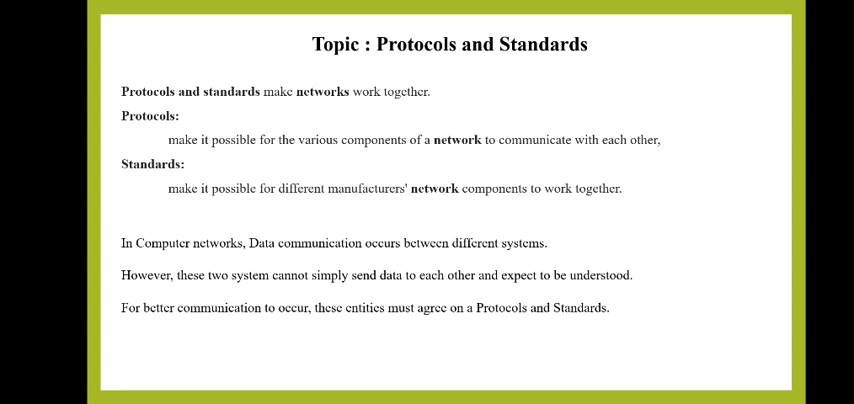 Topic : Protocols and Standards
Protocols and standards make networks work together.
Protocols:
make it possible for the various components of a network to communicate with each other,
Standards:
make it possible for different manufacturers' network components to work together.
In Computer networks, Data communication occurs between different systems.
However, these two system cannot simply send data to each other and expect to be understood.
For better communication to occur, these entities must agree on a Protocols and Standards.